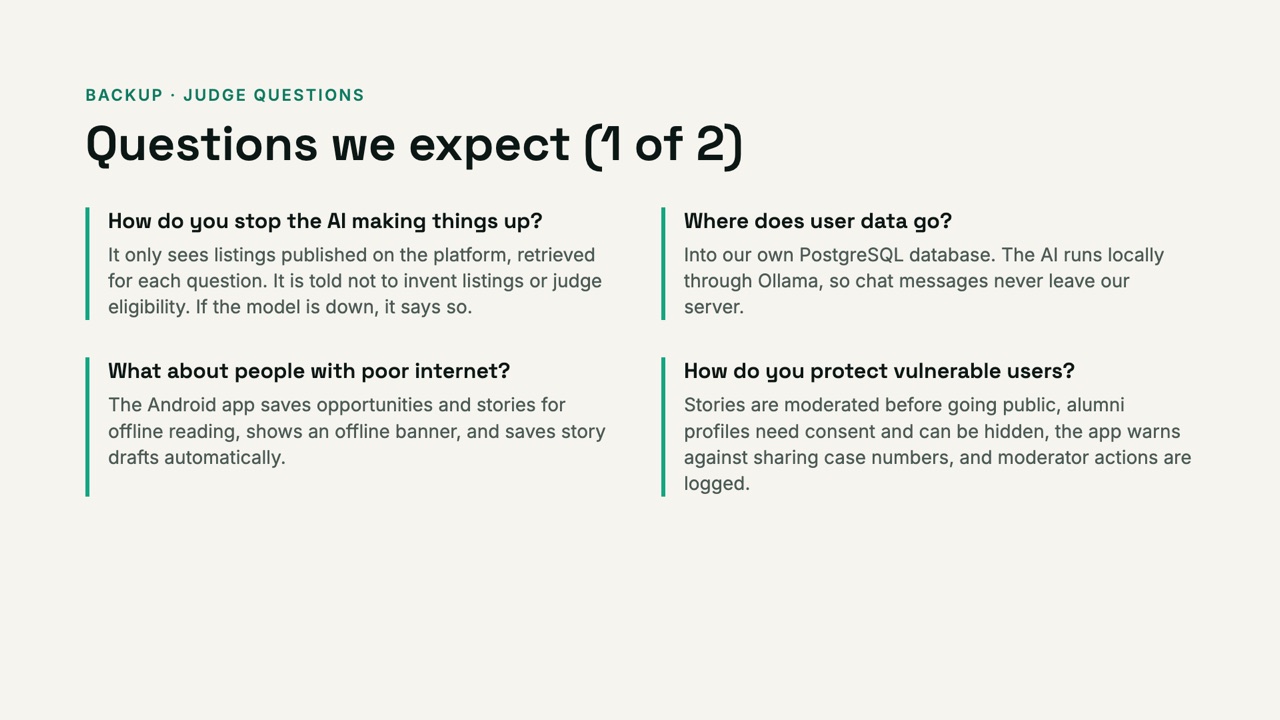 BACKUP · JUDGE QUESTIONS
Questions we expect (1 of 2)
How do you stop the AI making things up?
It only sees listings published on the platform, retrieved
for each question. It is told not to invent listings or judge
eligibility. If the model is down, it says so.
Where does user data go?
Into our own PostgreSQL database. The AI runs locally
through Ollama, so chat messages never leave our
server.
What about people with poor internet?
The Android app saves opportunities and stories for
offline reading, shows an offline banner, and saves story
drafts automatically.
How do you protect vulnerable users?
Stories are moderated before going public, alumni
profiles need consent and can be hidden, the app warns
against sharing case numbers, and moderator actions are
logged.